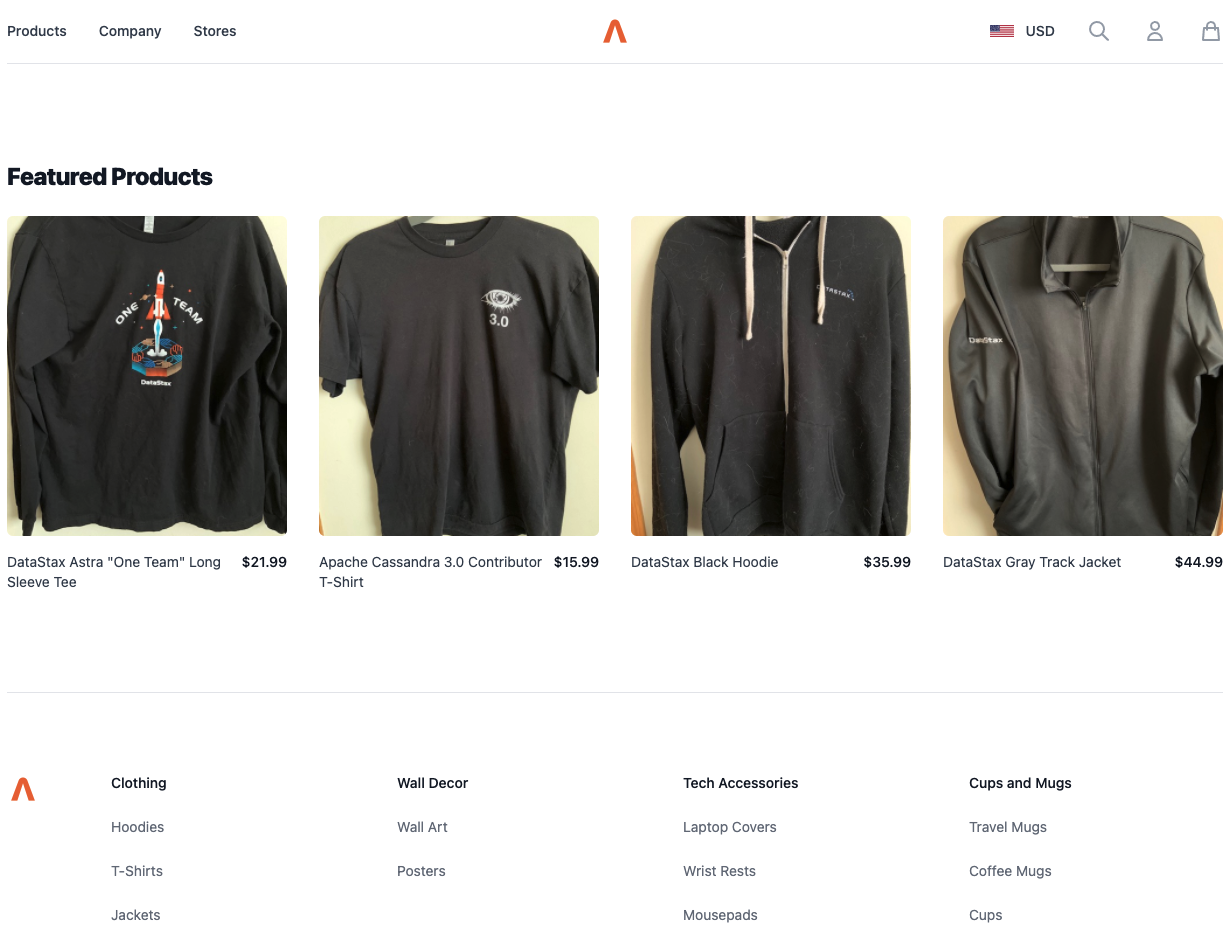 Products
Company
Stores
USD
Featured Products
ONE TEAM
DataStax
3.0
DATASTAX
DataStax
DataStax Astra "One Team" Long
Sleeve Tee
$21.99
Apache Cassandra 3.0 Contributor
T-Shirt
$15.99
DataStax Black Hoodie
$35.99
DataStax Gray Track Jacket
$44.99
Clothing
Hoodies
T-Shirts
Jackets
Wall Decor
Wall Art
Posters
Tech Accessories
Laptop Covers
Wrist Rests
Mousepads
Cups and Mugs
Travel Mugs
Coffee Mugs
Cups